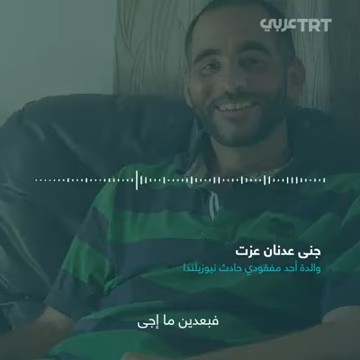 TRT عربي
جنى عدنان عزت
والدة أحد مفقودي حادث نيوزيلندا
فبعدين ما إجى